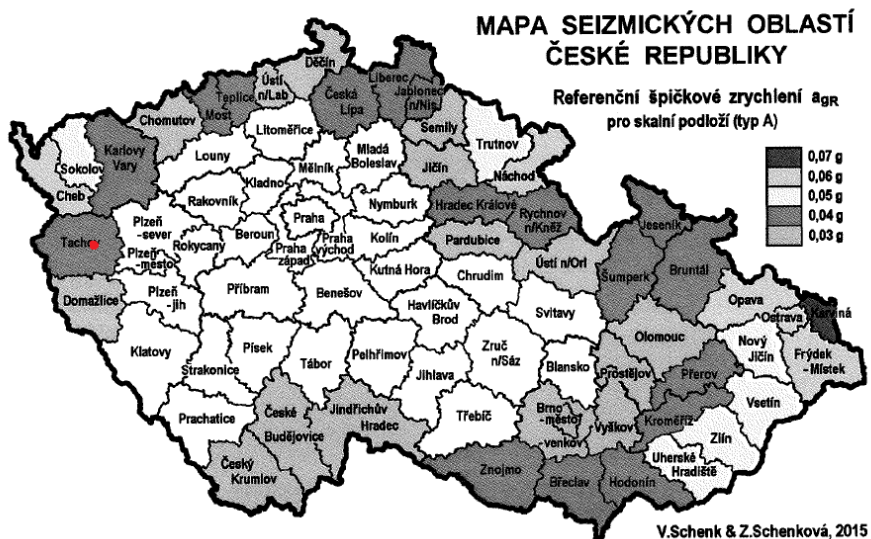 MAPA SEIZMICKÝCH OBLASTÍ
ČESKÉ REPUBLIKY
Referenční špičkové zrychlení agR
pro skalní podloží (typ A)
0,07 g
0,06 g
0,05 g
0,04 g
0,03 g
Děčín
Ústí
n/Lab
Teplice
Most
Chomutov
Česká
Lípa
Liberec
Jablonec
n/Nis
Semily
Trutnov
Náchod
Jičín
Litoměřice
Mladá
Boleslav
Louny
Mělník
Karlovy
Vary
Sokolov
Cheb
Kladno
Rakovník
Nymburk
Hradec Králové
Rychnov
n/Kněž
Praha
Praha
východ
Praha
západ
Beroun
Kolín
Pardubice
Tachov
Plzeň
-sever
Plzeň
-město
Rokycany
Kutná Hora
Chrudim
Ústí n/Orl
Šumperk
Jeseník
Bruntál
Domažlice
Plzeň
-jih
Příbram
Benešov
Havlíčkův
Brod
Svitavy
Opava
Ostrava
Karviná
Olomouc
Nový
Jičín
Frýdek
-Místek
Klatovy
Strakonice
Písek
Tábor
Pelhřimov
Jihlava
Zruč
n/Sáz
Blansko
Prostějov
Přerov
Vsetín
Prachatice
České
Budějovice
Jindřichův
Hradec
Třebíč
Brno
-město
-venkov
Vyškov
Kroměříž
Zlín
Uherské
Hradiště
Český
Krumlov
Znojmo
Břeclav
Hodonín
V.Schenk & Z.Schenková, 2015